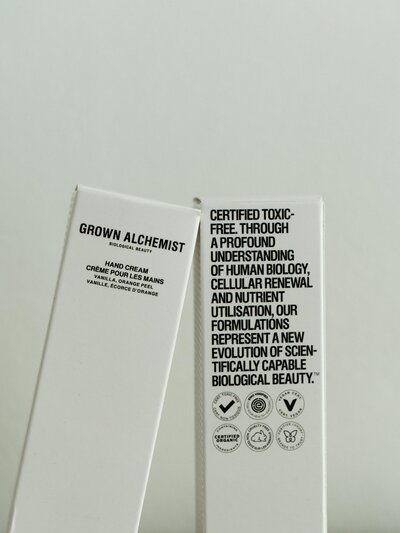 GROWN ALCHEMIST
BIOLOGICAL BEAUTY
HAND CREAM
CRÈME POUR LES MAINS
VANILLA, ORANGE PEEL
VANILLE, ÉCORCE D'ORANGE
CERTIFIED TOXIC-
FREE. THROUGH
A PROFOUND
UNDERSTANDING
OF HUMAN BIOLOGY,
CELLULAR RENEWAL
AND NUTRIENT
UTILISATION, OUR
FORMULATIONS
REPRESENT A NEW
EVOLUTION OF SCIEN-
TIFICALLY CAPABLE
BIOLOGICAL BEAUTY.™
CERTIFIED
ORGANIC